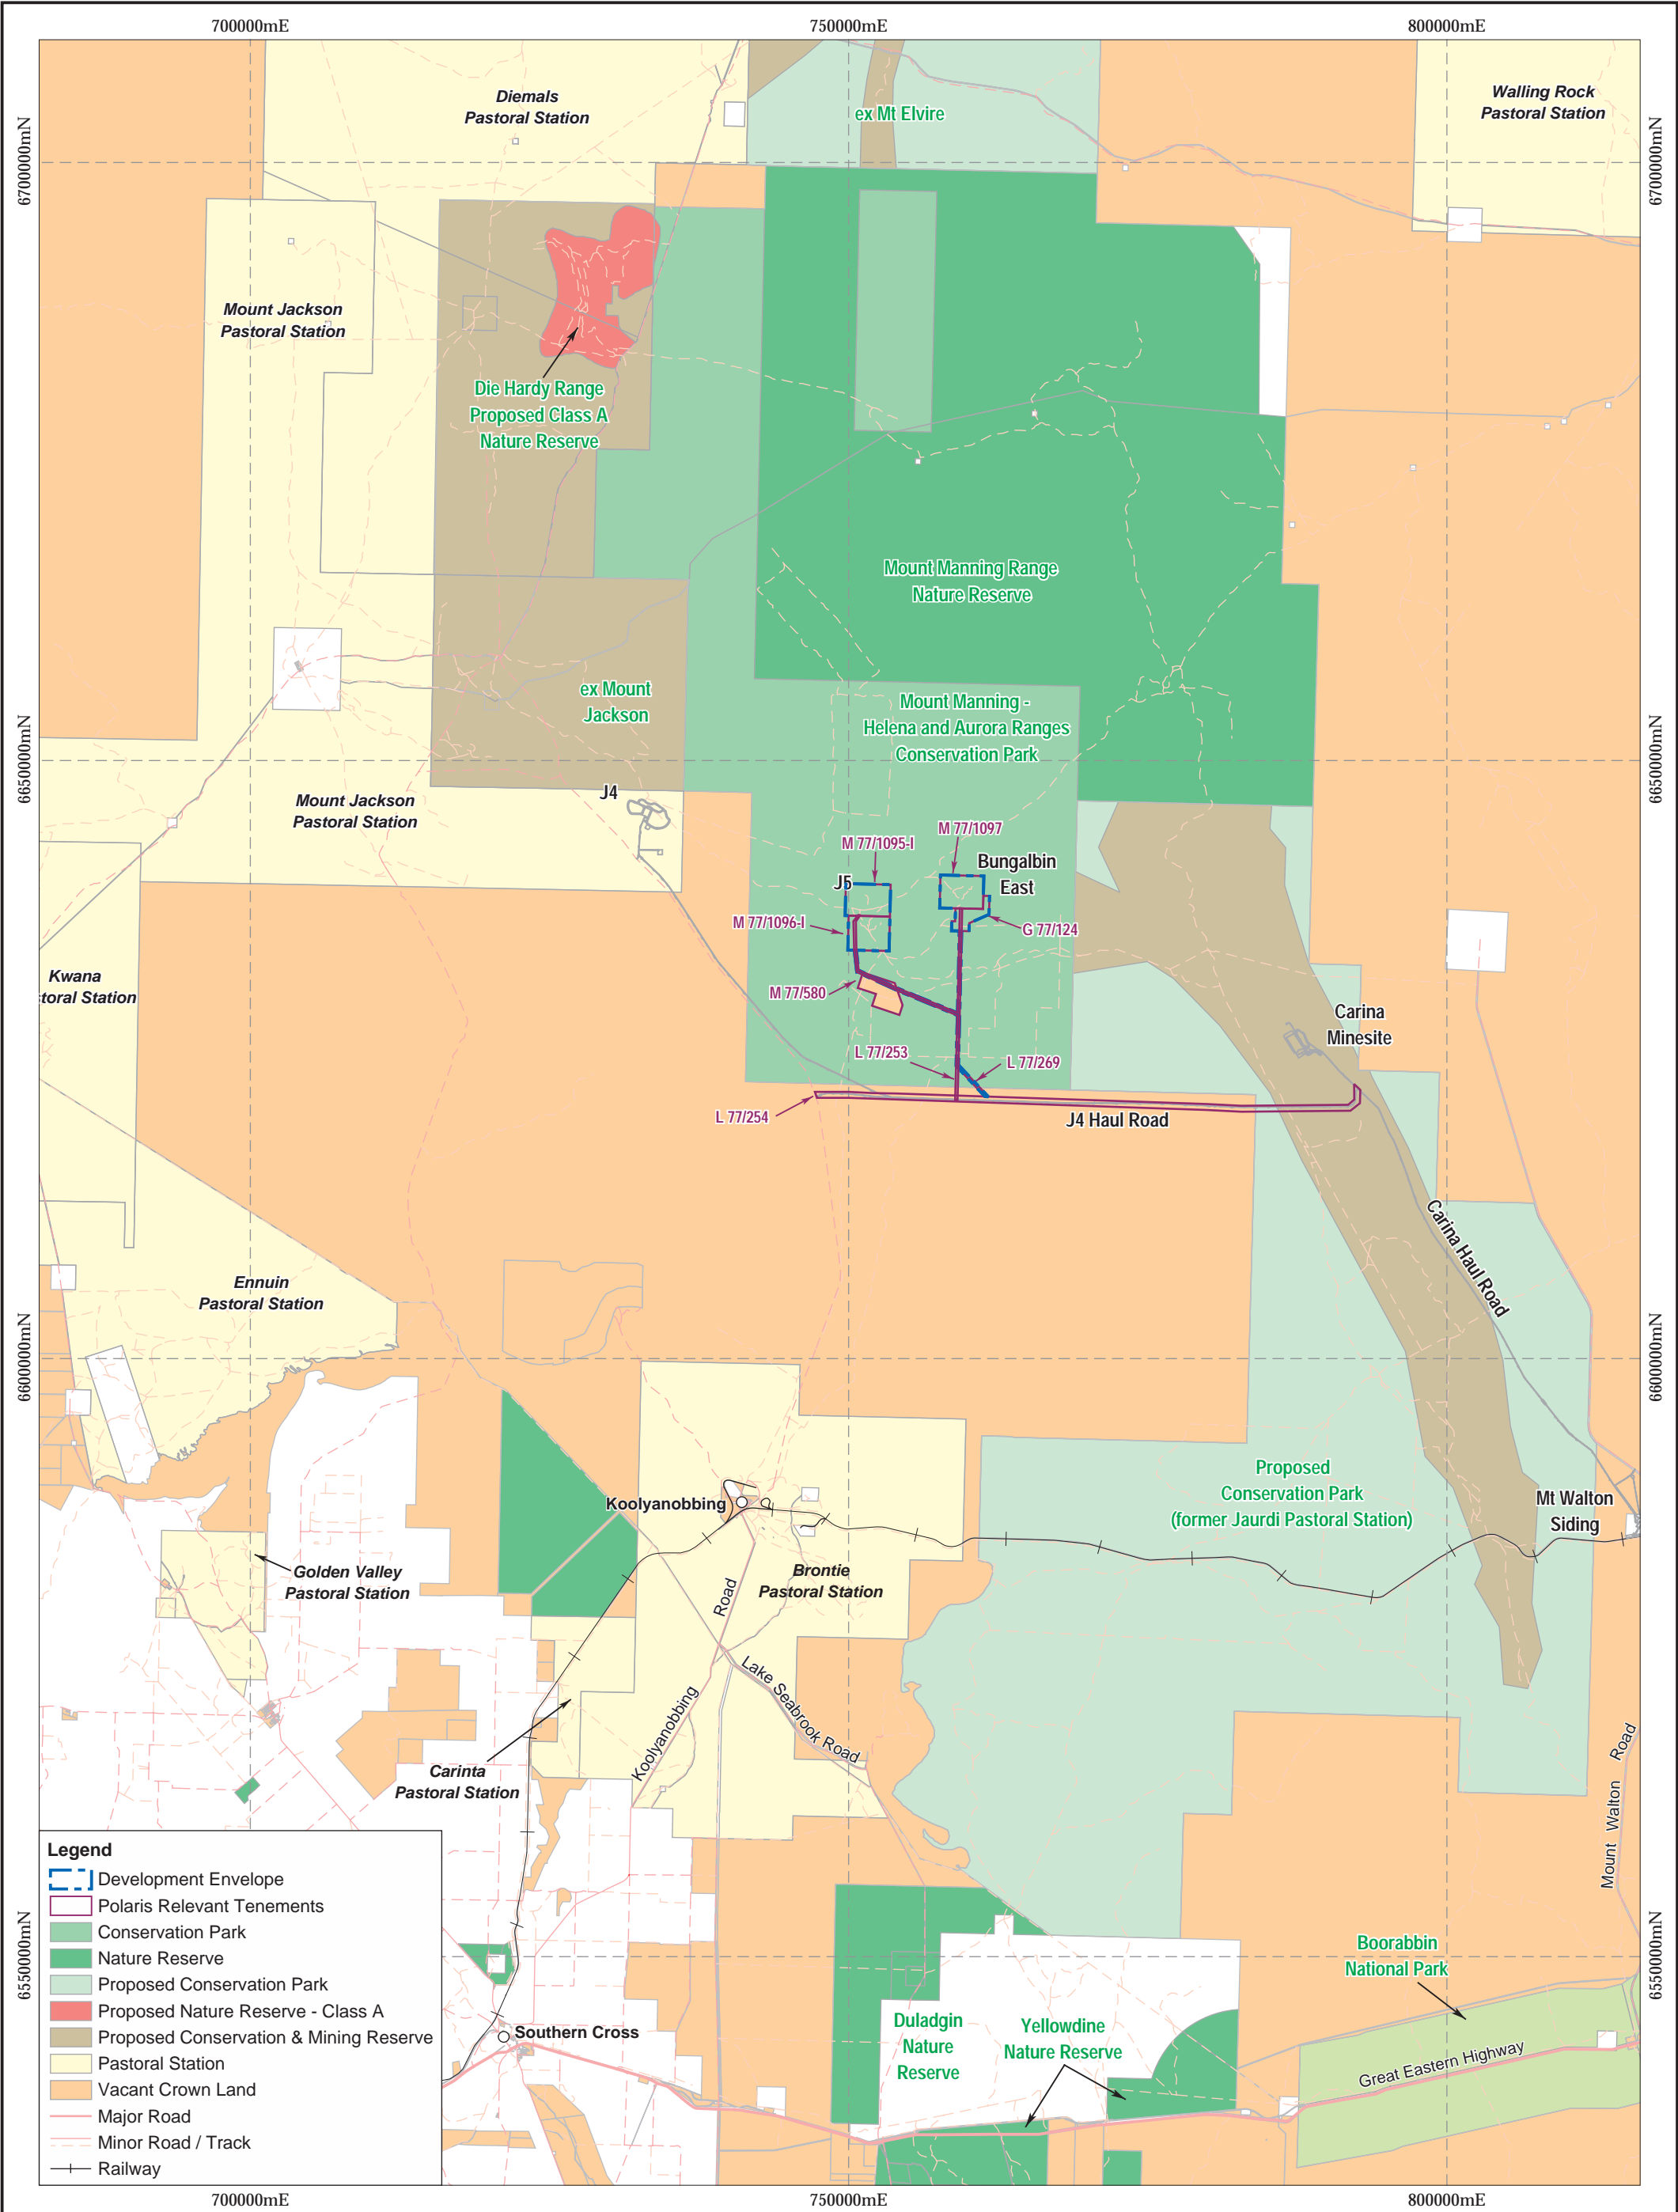 700000mE
750000mE
800000mE
6700000mN
6700000mN
Diemals
Pastoral Station
ex Mt Elvire
Walling Rock
Pastoral Station
Mount Jackson
Pastoral Station
Die Hardy Range
Proposed Class A
Nature Reserve
Mount Manning Range
Nature Reserve
ex Mount
Jackson
Mount Manning -
Helena and Aurora Ranges
Conservation Park
6650000mN
6650000mN
Mount Jackson
Pastoral Station
J4
M 77/1095-I
M 77/1097
Bungalbin
East
J5
M 77/1096-I
G 77/124
Kwana
toral Station
M 77/580
Carina
Minesite
L 77/253
L 77/269
L 77/254
J4 Haul Road
Carina Haul Road
Ennuin
Pastoral Station
6600000mN
6600000mN
Koolyanobbing
Proposed
Conservation Park
(former Jaurdi Pastoral Station)
Mt Walton
Siding
Golden Valley
Pastoral Station
Brontie
Pastoral Station
Koolyanobbing Road
Lake Seabrook Road
Carinta
Pastoral Station
Mount Walton Road
Legend
Development Envelope
Polaris Relevant Tenements
Conservation Park
Nature Reserve
Proposed Conservation Park
Proposed Nature Reserve - Class A
Proposed Conservation & Mining Reserve
Pastoral Station
Vacant Crown Land
Major Road
Minor Road / Track
Railway
6550000mN
6550000mN
Boorabbin
National Park
Southern Cross
Duladgin
Nature
Reserve
Yellowdine
Nature Reserve
Great Eastern Highway
700000mE
750000mE
800000mE